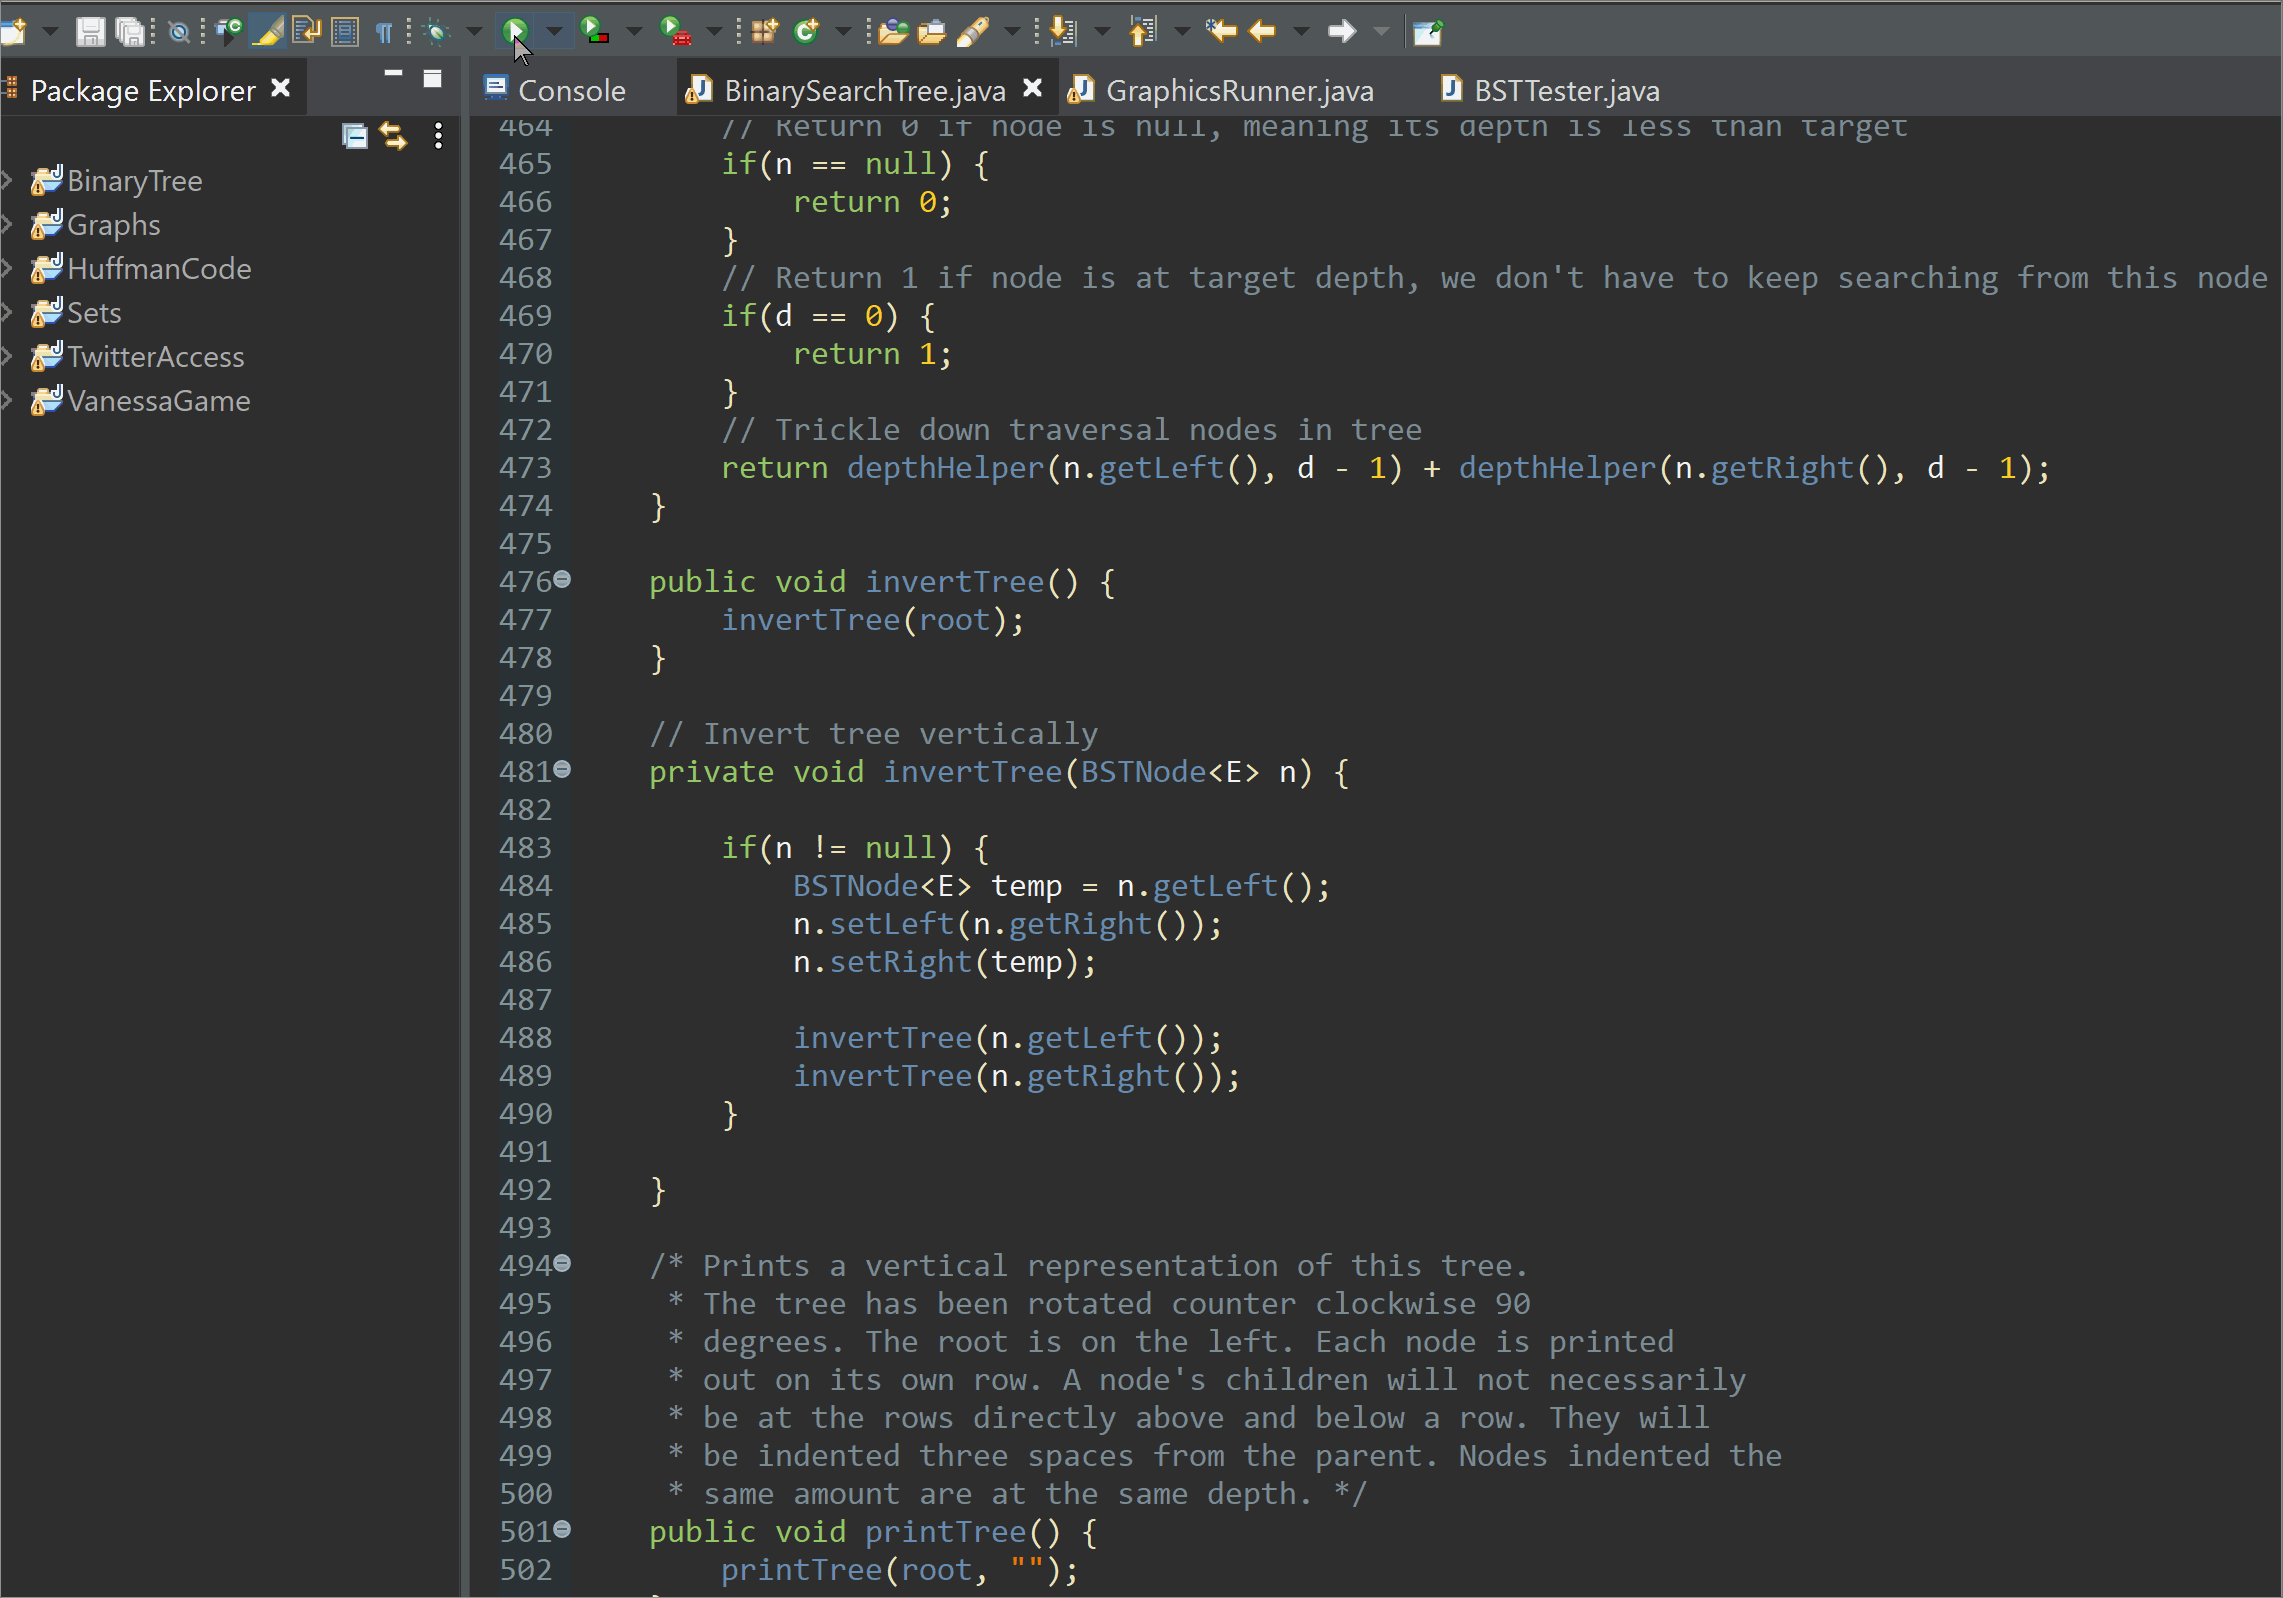 Package Explorer
Console
BinarySearchTree.java
GraphicsRunner.java
BSTTester.java
BinaryTree
Graphs
HuffmanCode
Sets
TwitterAccess
VanessaGame
464 // Return 0 if node is null, meaning its depth is less than target
465 if(n == null) {
466 return 0;
467 }
468 // Return 1 if node is at target depth, we don't have to keep searching from this node
469 if(d == 0) {
470 return 1;
471 }
472 // Trickle down traversal nodes in tree
473 return depthHelper(n.getLeft(), d - 1) + depthHelper(n.getRight(), d - 1);
474 }
475
476 public void invertTree() {
477 invertTree(root);
478 }
479
480 // Invert tree vertically
481 private void invertTree(BSTNode<E> n) {
482
483 if(n != null) {
484 BSTNode<E> temp = n.getLeft();
485 n.setLeft(n.getRight());
486 n.setRight(temp);
487
488 invertTree(n.getLeft());
489 invertTree(n.getRight());
490 }
491
492 }
493
494 /* Prints a vertical representation of this tree.
495 * The tree has been rotated counter clockwise 90
496 * degrees. The root is on the left. Each node is printed
497 * out on its own row. A node's children will not necessarily
498 * be at the rows directly above and below a row. They will
499 * be indented three spaces from the parent. Nodes indented the
500 * same amount are at the same depth. */
501 public void printTree() {
502 printTree(root, "");